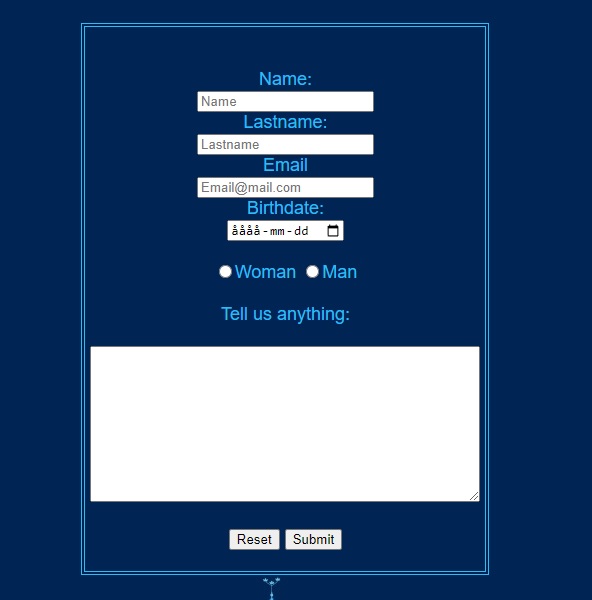 Name:
Name
Lastname:
Lastname
Email
Email@mail.com
Birthdate:
åååå-mm-dd
Woman Man
Tell us anything:
Reset Submit